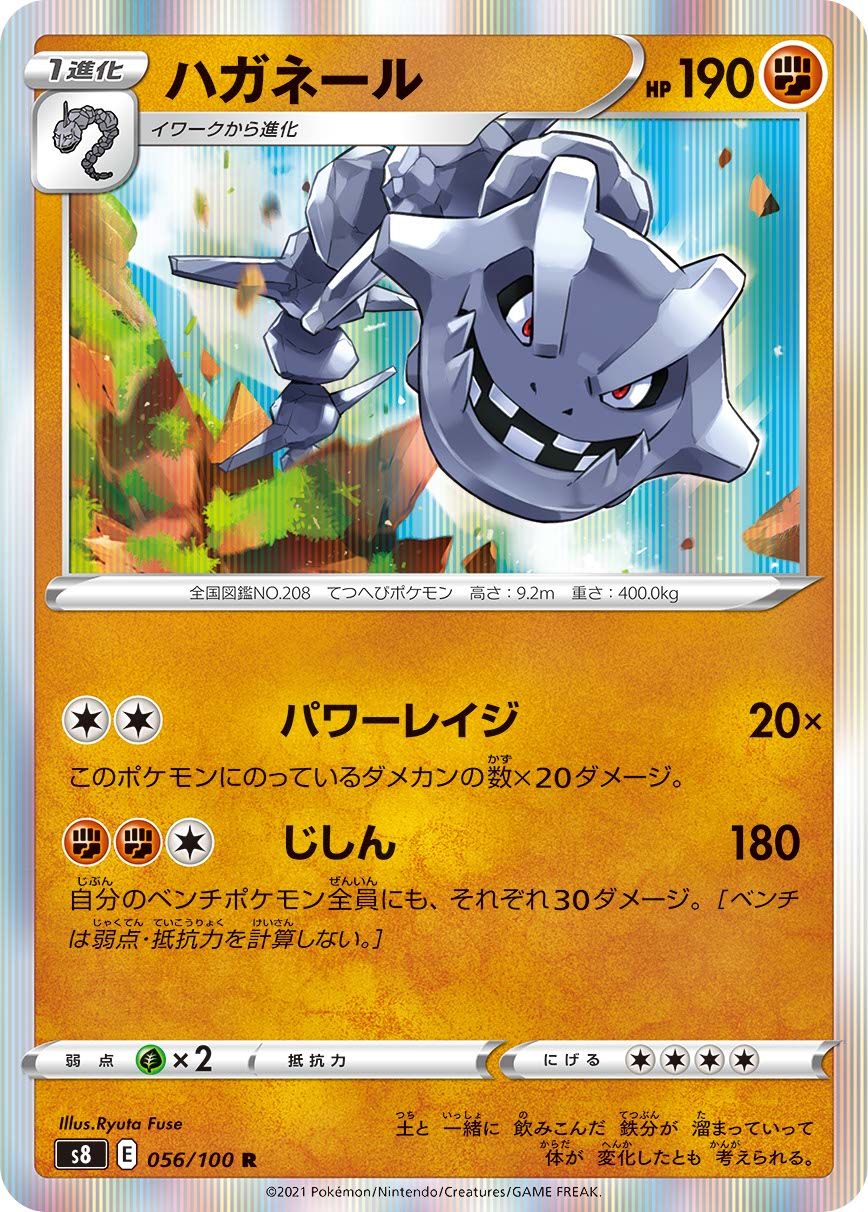 1進化
ハガネール
HP 190
イワークから進化
全国図鑑NO.208 てつへびポケモン 高さ:9.2m 重さ:400.0kg
パワーレイジ 20×
このポケモンにのっているダメカンの数×20ダメージ。
じしん 180
自分のベンチポケモン全員にも、それぞれ30ダメージ。[ベンチ
は弱点・抵抗力を計算しない。]
弱点 ×2 抵抗力 にげる
Illus.Ryuta Fuse
土と 一緒に 飲みこんだ 鉄分が 溜まっていって
体が 変化したとも 考えられる。
s8 E 056/100 R
©2021 Pokémon/Nintendo/Creatures/GAME FREAK.